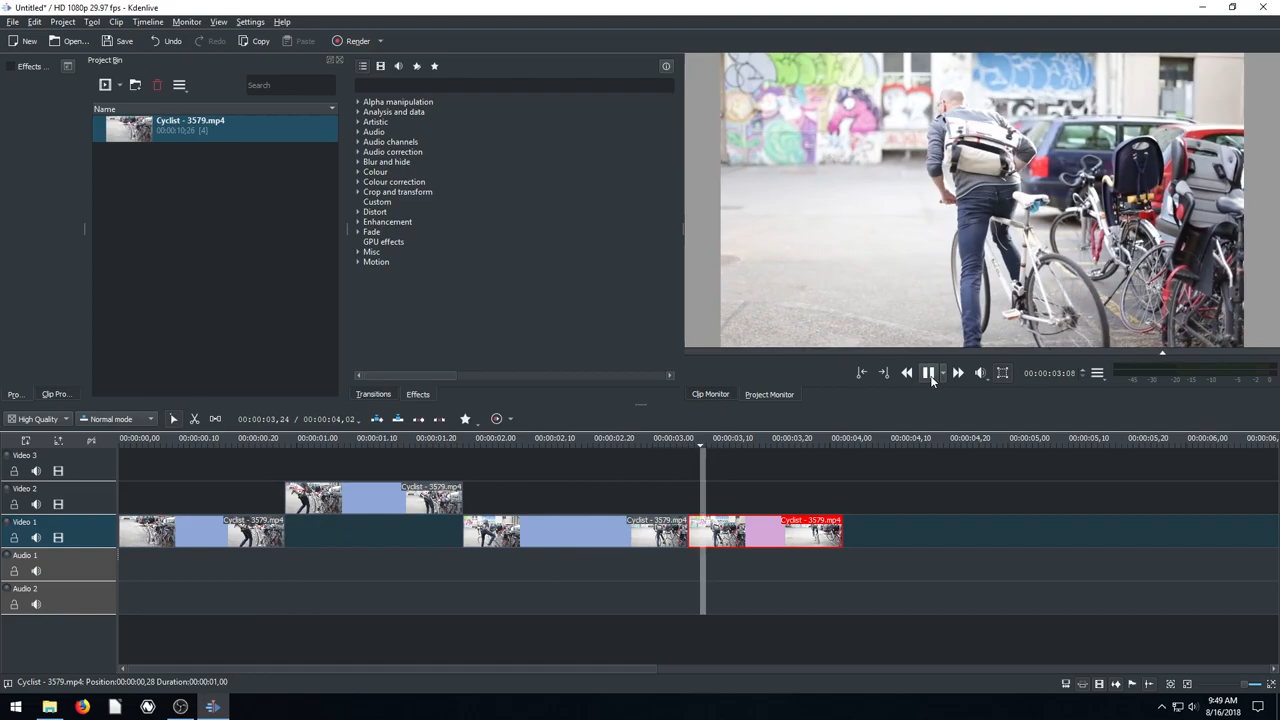 Untitled* / HD 1080p 29.97 fps - Kdenlive
File Edit Project Tool Clip Timeline Monitor View Settings Help
New Open... Save Undo Redo Copy Paste Render
Effects ...
Project Bin
Search
Name
Cyclist - 3579.mp4
00:00:10;26 [4]
Alpha manipulation
Analysis and data
Artistic
Audio
Audio channels
Audio correction
Blur and hide
Colour
Colour correction
Crop and transform
Custom
Distort
Enhancement
Fade
GPU effects
Misc
Motion
00:00:03;08
-45 -30 -20 -15 -10 -5 -2 0
Pro... Clip Pro...
Transitions Effects
Clip Monitor Project Monitor
High Quality Normal mode 00:00:03,24 / 00:00:04,02
00:00:00,00 00:00:00.10 00:00:00.20 00:00:01.00 00:00:01.10 00:00:01.20 00:00:02.00 00:00:02.10 00:00:02.20 00:00:03.00 00:00:03,10 00:00:03,20 00:00:04,00 00:00:04,10 00:00:04,20 00:00:05,00 00:00:05,10 00:00:05,20 00:00:06,00 00:00:06,
Video 3
Video 2
Cyclist - 3579.mp4
Video 1
Cyclist - 3579.mp4 Cyclist - 3579.mp4 Cyclist - 3579.mp4
Audio 1
Audio 2
Cyclist - 3579.mp4: Position:00:00:00,28 Duration:00:00:01,00
9:49 AM
8/16/2018